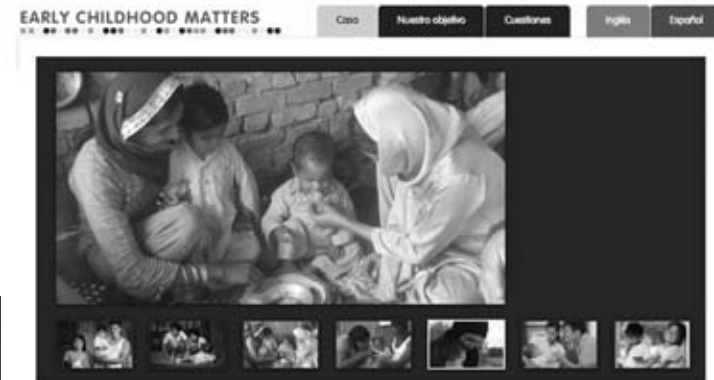 EARLY CHILDHOOD MATTERS
Casa Nuestro objetivo Cuestiones Inglés Español